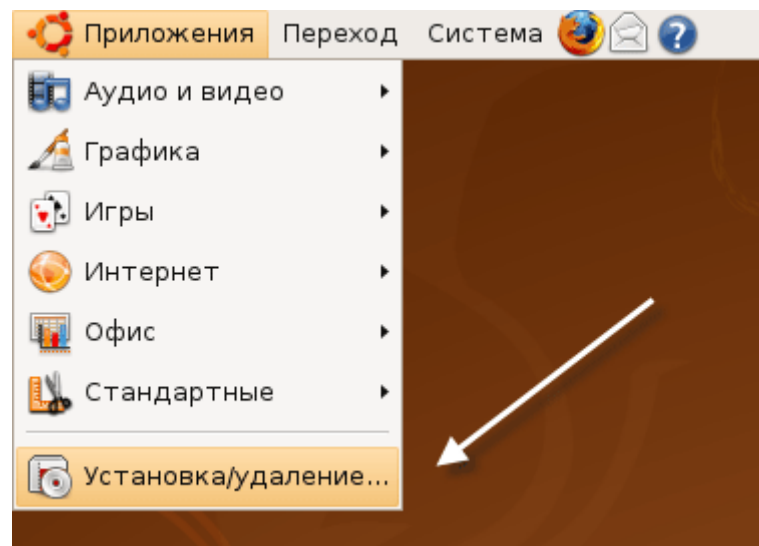 Приложения Переход Система
Аудио и видео
Графика
Игры
Интернет
Офис
Стандартные
Установка/удаление...